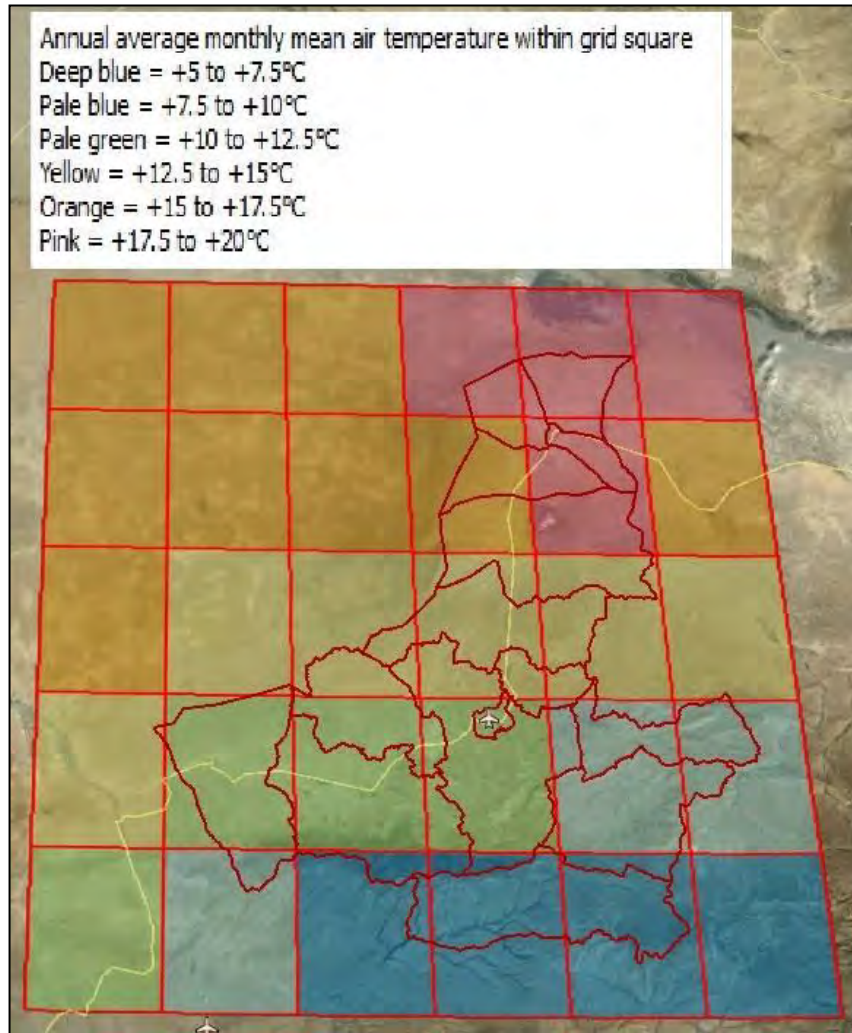 Annual average monthly mean air temperature within grid square
Deep blue = +5 to +7.5°C
Pale blue = +7.5 to +10°C
Pale green = +10 to +12.5°C
Yellow = +12.5 to +15°C
Orange = +15 to +17.5°C
Pink = +17.5 to +20°C